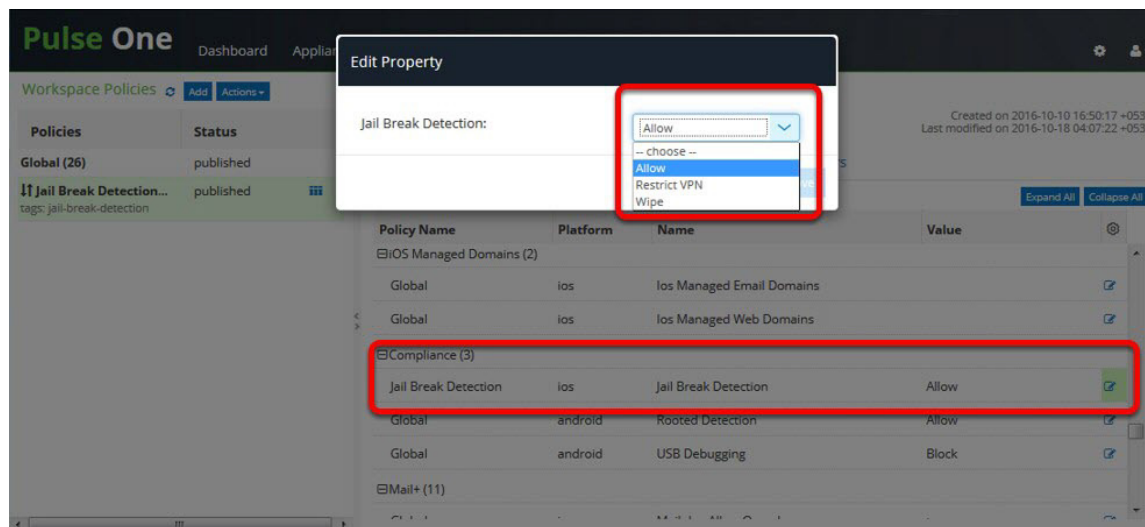 Pulse One
Dashboard
Applian
Edit Property
Workspace Policies
Add
Actions
Jail Break Detection:
Allow
-- choose --
Allow
Restrict VPN
Wipe
Created on 2016-10-10 16:50:17 +053
Last modified on 2016-10-18 04:07:22 +053
Policies Status
Global (26) published
Jail Break Detection... published
tags: jail-break-detection
Expand All
Collapse All
Policy Name Platform Name Value
iOS Managed Domains (2)
Global ios Ios Managed Email Domains
Global ios Ios Managed Web Domains
Compliance (3)
Jail Break Detection ios Jail Break Detection Allow
Global android Rooted Detection Allow
Global android USB Debugging Block
Mail+ (11)